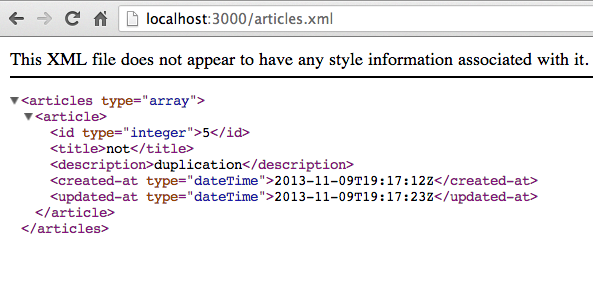 localhost:3000/articles.xml
This XML file does not appear to have any style information associated with it.
<articles type="array">
<article>
<id type="integer">5</id>
<title>not</title>
<description>duplication</description>
<created-at type="dateTime">2013-11-09T19:17:12Z</created-at>
<updated-at type="dateTime">2013-11-09T19:17:23Z</updated-at>
</article>
</articles>